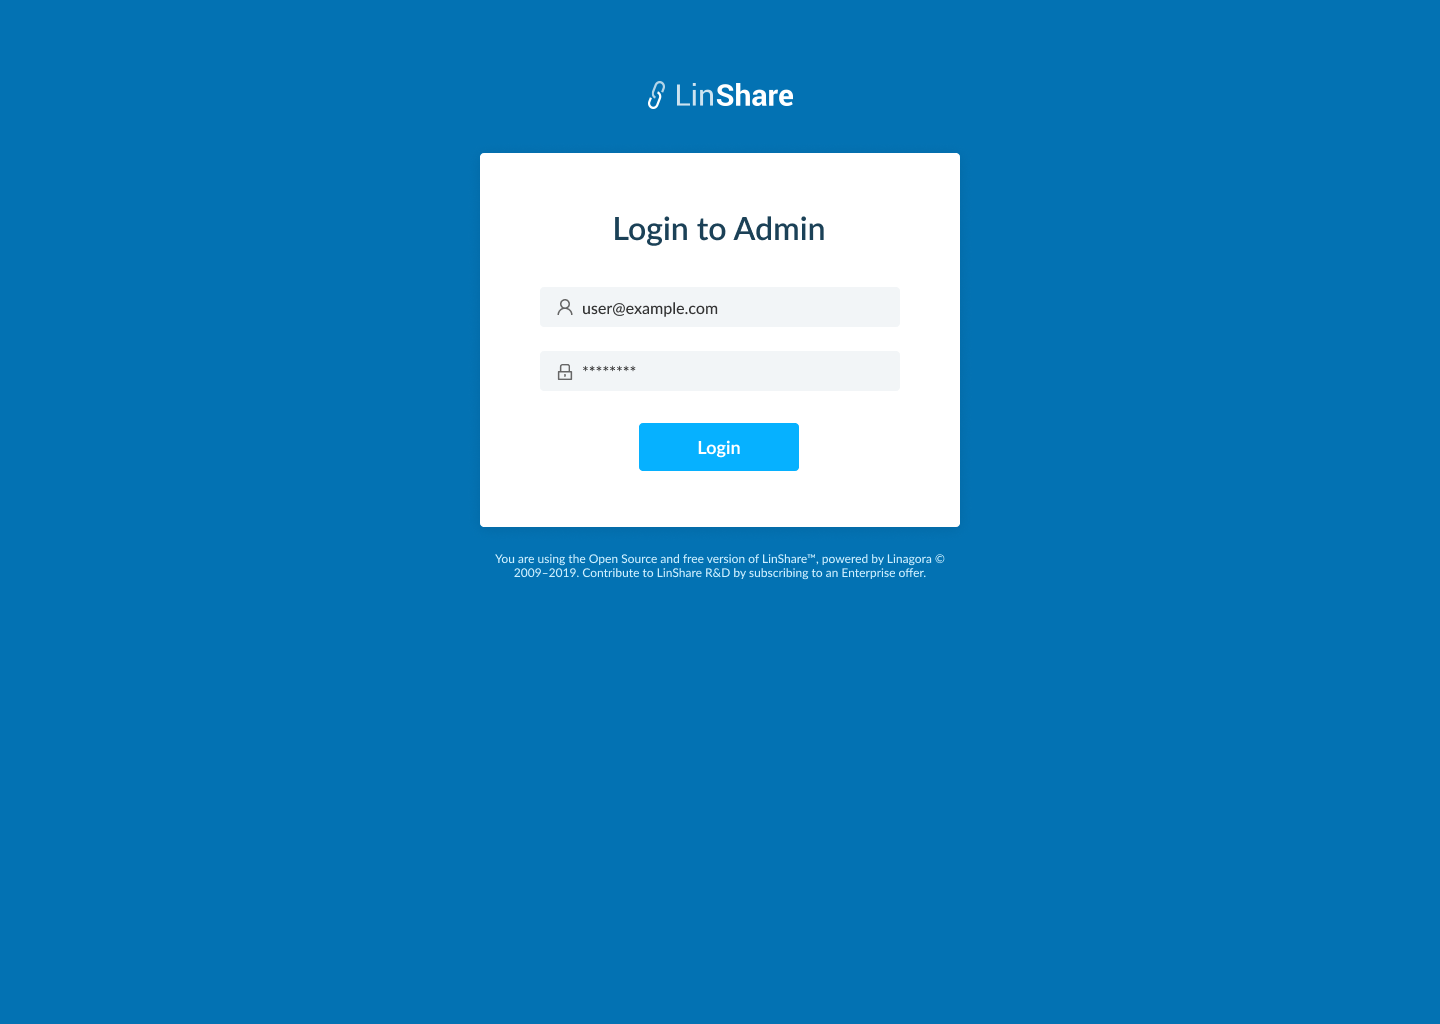 LinShare
Login to Admin
user@example.com
********
Login
You are using the Open Source and free version of LinShare™, powered by Linagora ©
2009–2019. Contribute to LinShare R&D by subscribing to an Enterprise offer.